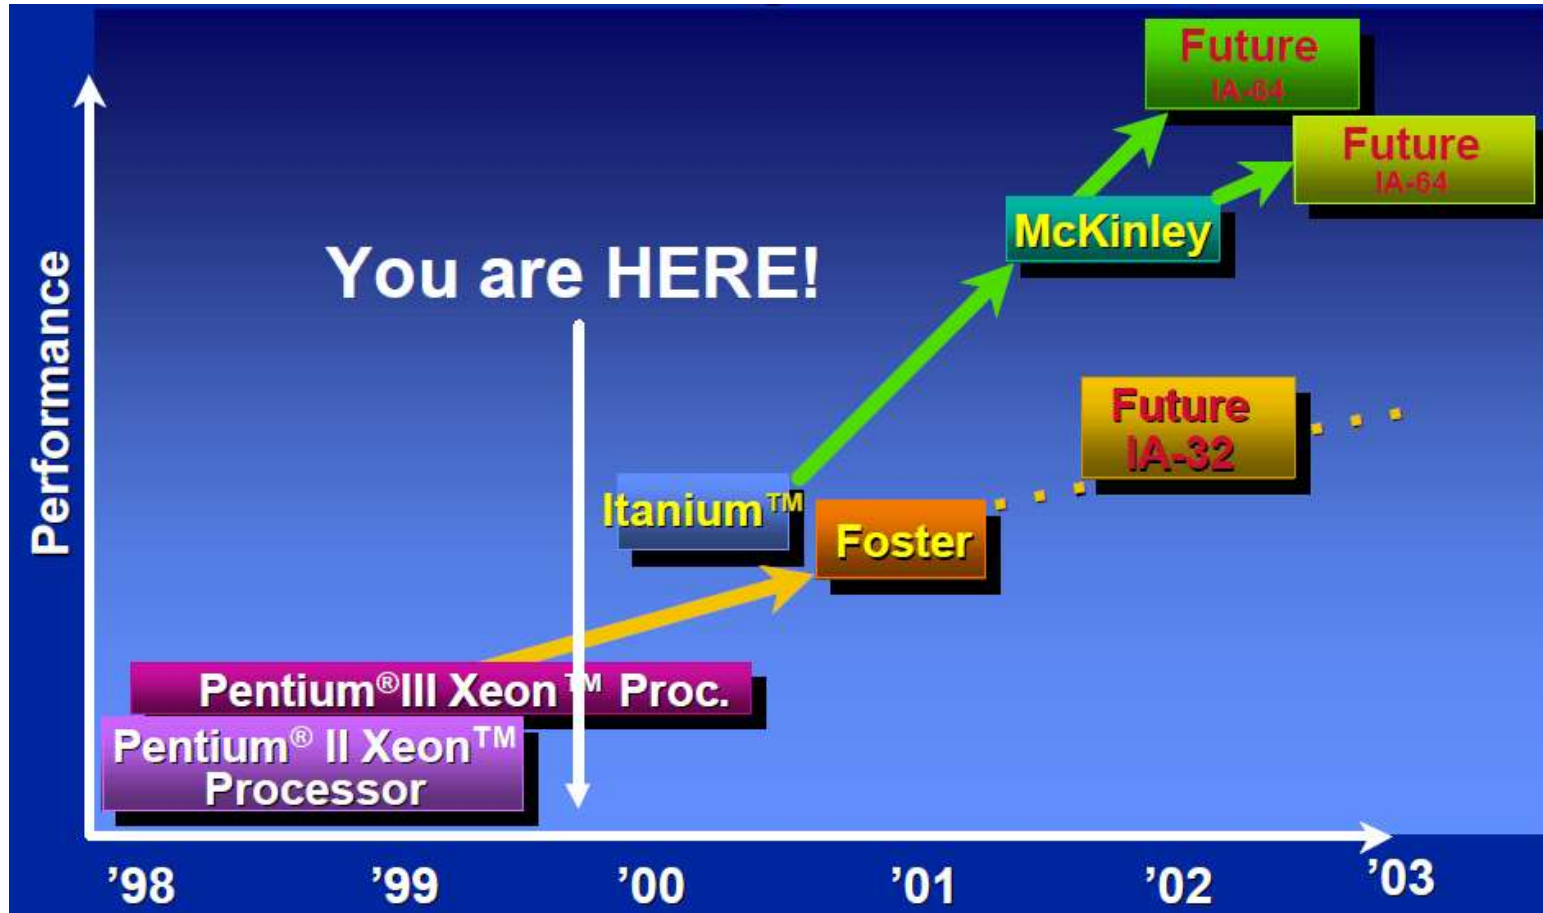 Future
IA-64
Future
IA-64
McKinley
You are HERE!
Performance
Future
IA-32
Itanium™
Foster
Pentium®III Xeon™ Proc.
Pentium® II Xeon™
Processor
’98
’99
’00
’01
’02
’03